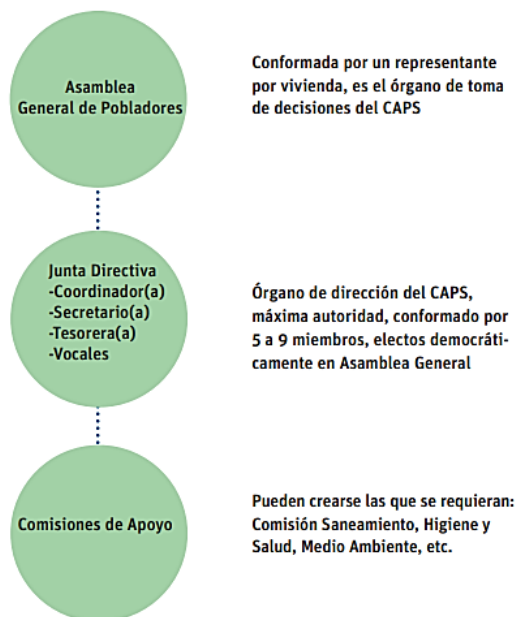 Asamblea
General de Pobladores
Conformada por un representante
por vivienda, es el órgano de toma
de decisiones del CAPS
Junta Directiva
-Coordinador(a)
-Secretario(a)
-Tesorera(a)
-Vocales
Órgano de dirección del CAPS,
máxima autoridad, conformado por
5 a 9 miembros, electos democráti-
camente en Asamblea General
Comisiones de Apoyo
Pueden crearse las que se requieran:
Comisión Saneamiento, Higiene y
Salud, Medio Ambiente, etc.